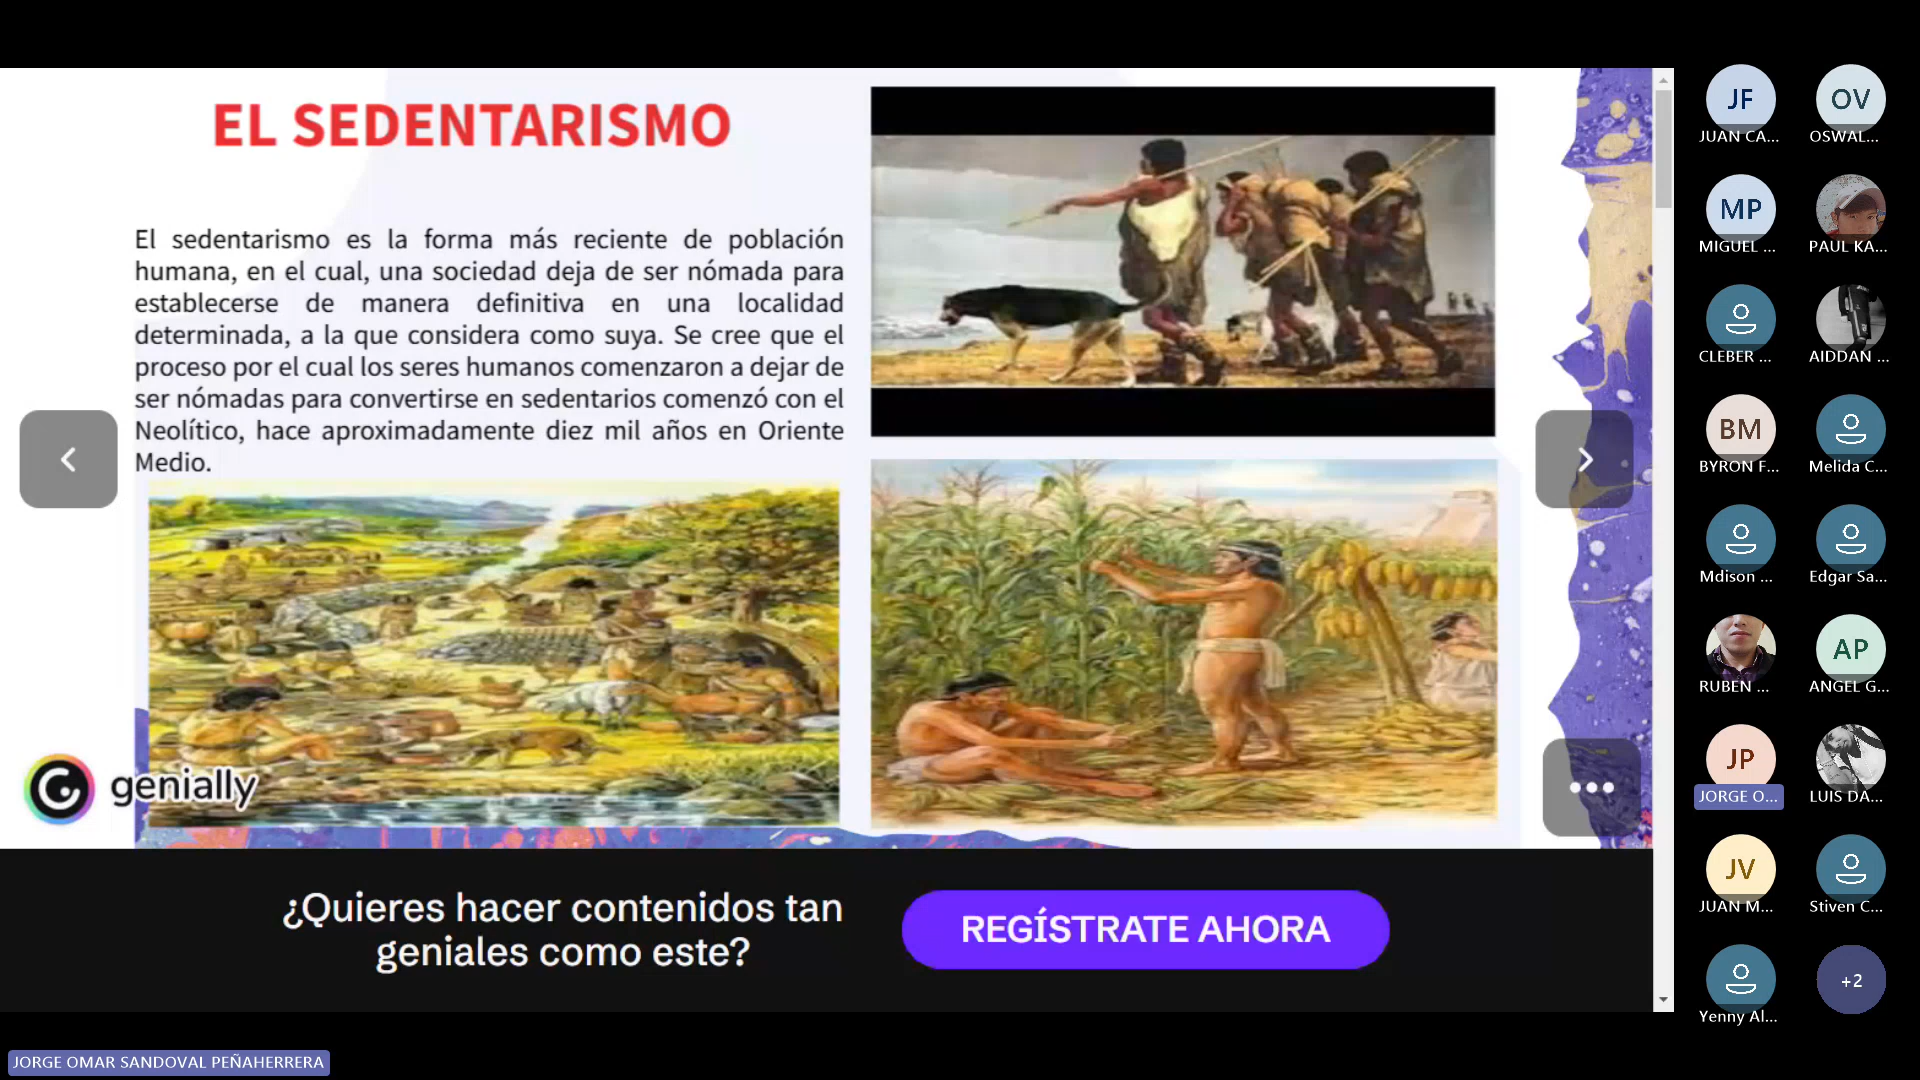 EL SEDENTARISMO
El sedentarismo es la forma más reciente de población
humana, en el cual, una sociedad deja de ser nómada para
establecerse de manera definitiva en una localidad
determinada, a la que considera como suya. Se cree que el
proceso por el cual los seres humanos comenzaron a dejar de
ser nómadas para convertirse en sedentarios comenzó con el
Neolítico, hace aproximadamente diez mil años en Oriente
Medio.
genially
¿Quieres hacer contenidos tan
geniales como este?
REGÍSTRATE AHORA
JORGE OMAR SANDOVAL PEÑAHERRERA
JF
JUAN CA...
OV
OSWAL...
MP
MIGUEL ...
PAUL KA...
CLEBER ...
AIDDAN ...
BM
BYRON F...
Melida C...
Mdison ...
Edgar Sa...
RUBEN ...
AP
ANGEL G...
JP
JORGE O...
LUIS DA...
JV
JUAN M...
Stiven C...
Yenny Al...
+2